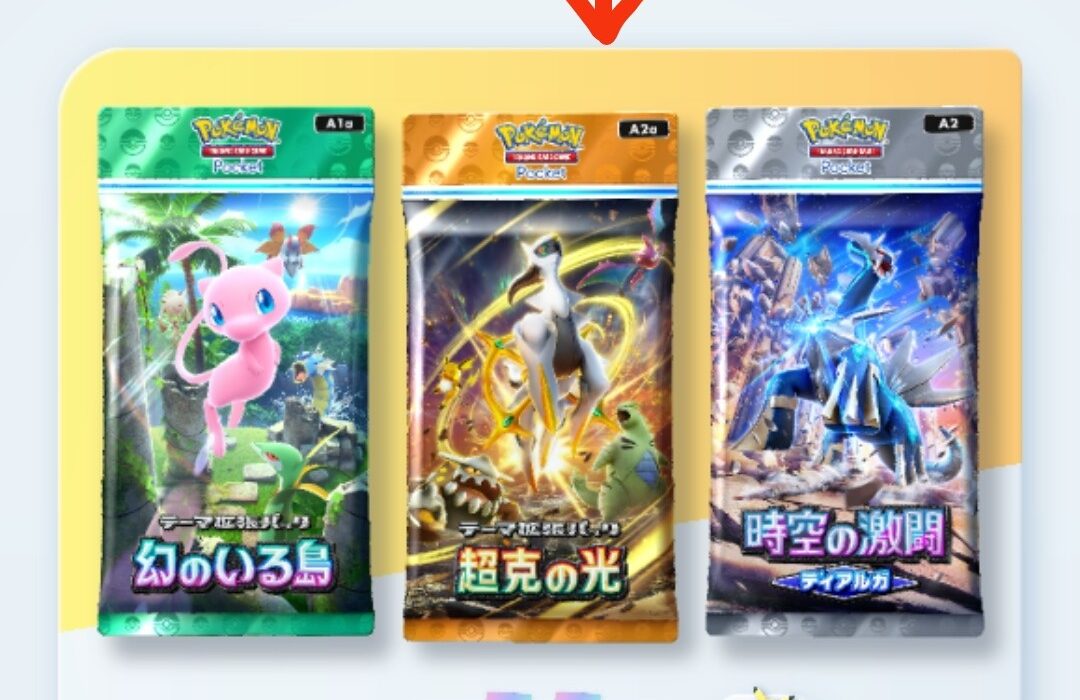 Pokémon
TRADING CARD GAME
Pocket
A1a
テーマ拡張パック
幻のいる島
Pokémon
TRADING CARD GAME
Pocket
A2a
テーマ拡張パック
超克の光
Pokémon
TRADING CARD GAME
Pocket
A2
時空の激闘
ディアルガ